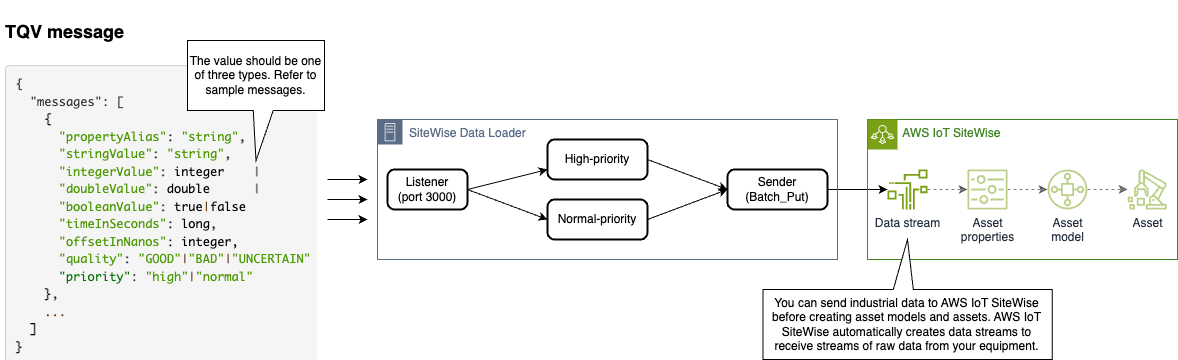 TQV message
The value should be one
of three types. Refer to
sample messages.
{
"messages": [
{
"propertyAlias": "string",
"stringValue": "string",
"integerValue": integer |
"doubleValue": double |
"booleanValue": true|false
"timeInSeconds": long,
"offsetInNanos": integer,
"quality": "GOOD"|"BAD"|"UNCERTAIN"
"priority": "high"|"normal"
},
...
]
}
SiteWise Data Loader
Listener
(port 3000)
High-priority
Normal-priority
Sender
(Batch_Put)
AWS IoT SiteWise
Data stream
Asset
properties
Asset
model
Asset
You can send industrial data to AWS IoT SiteWise
before creating asset models and assets. AWS IoT
SiteWise automatically creates data streams to
receive streams of raw data from your equipment.